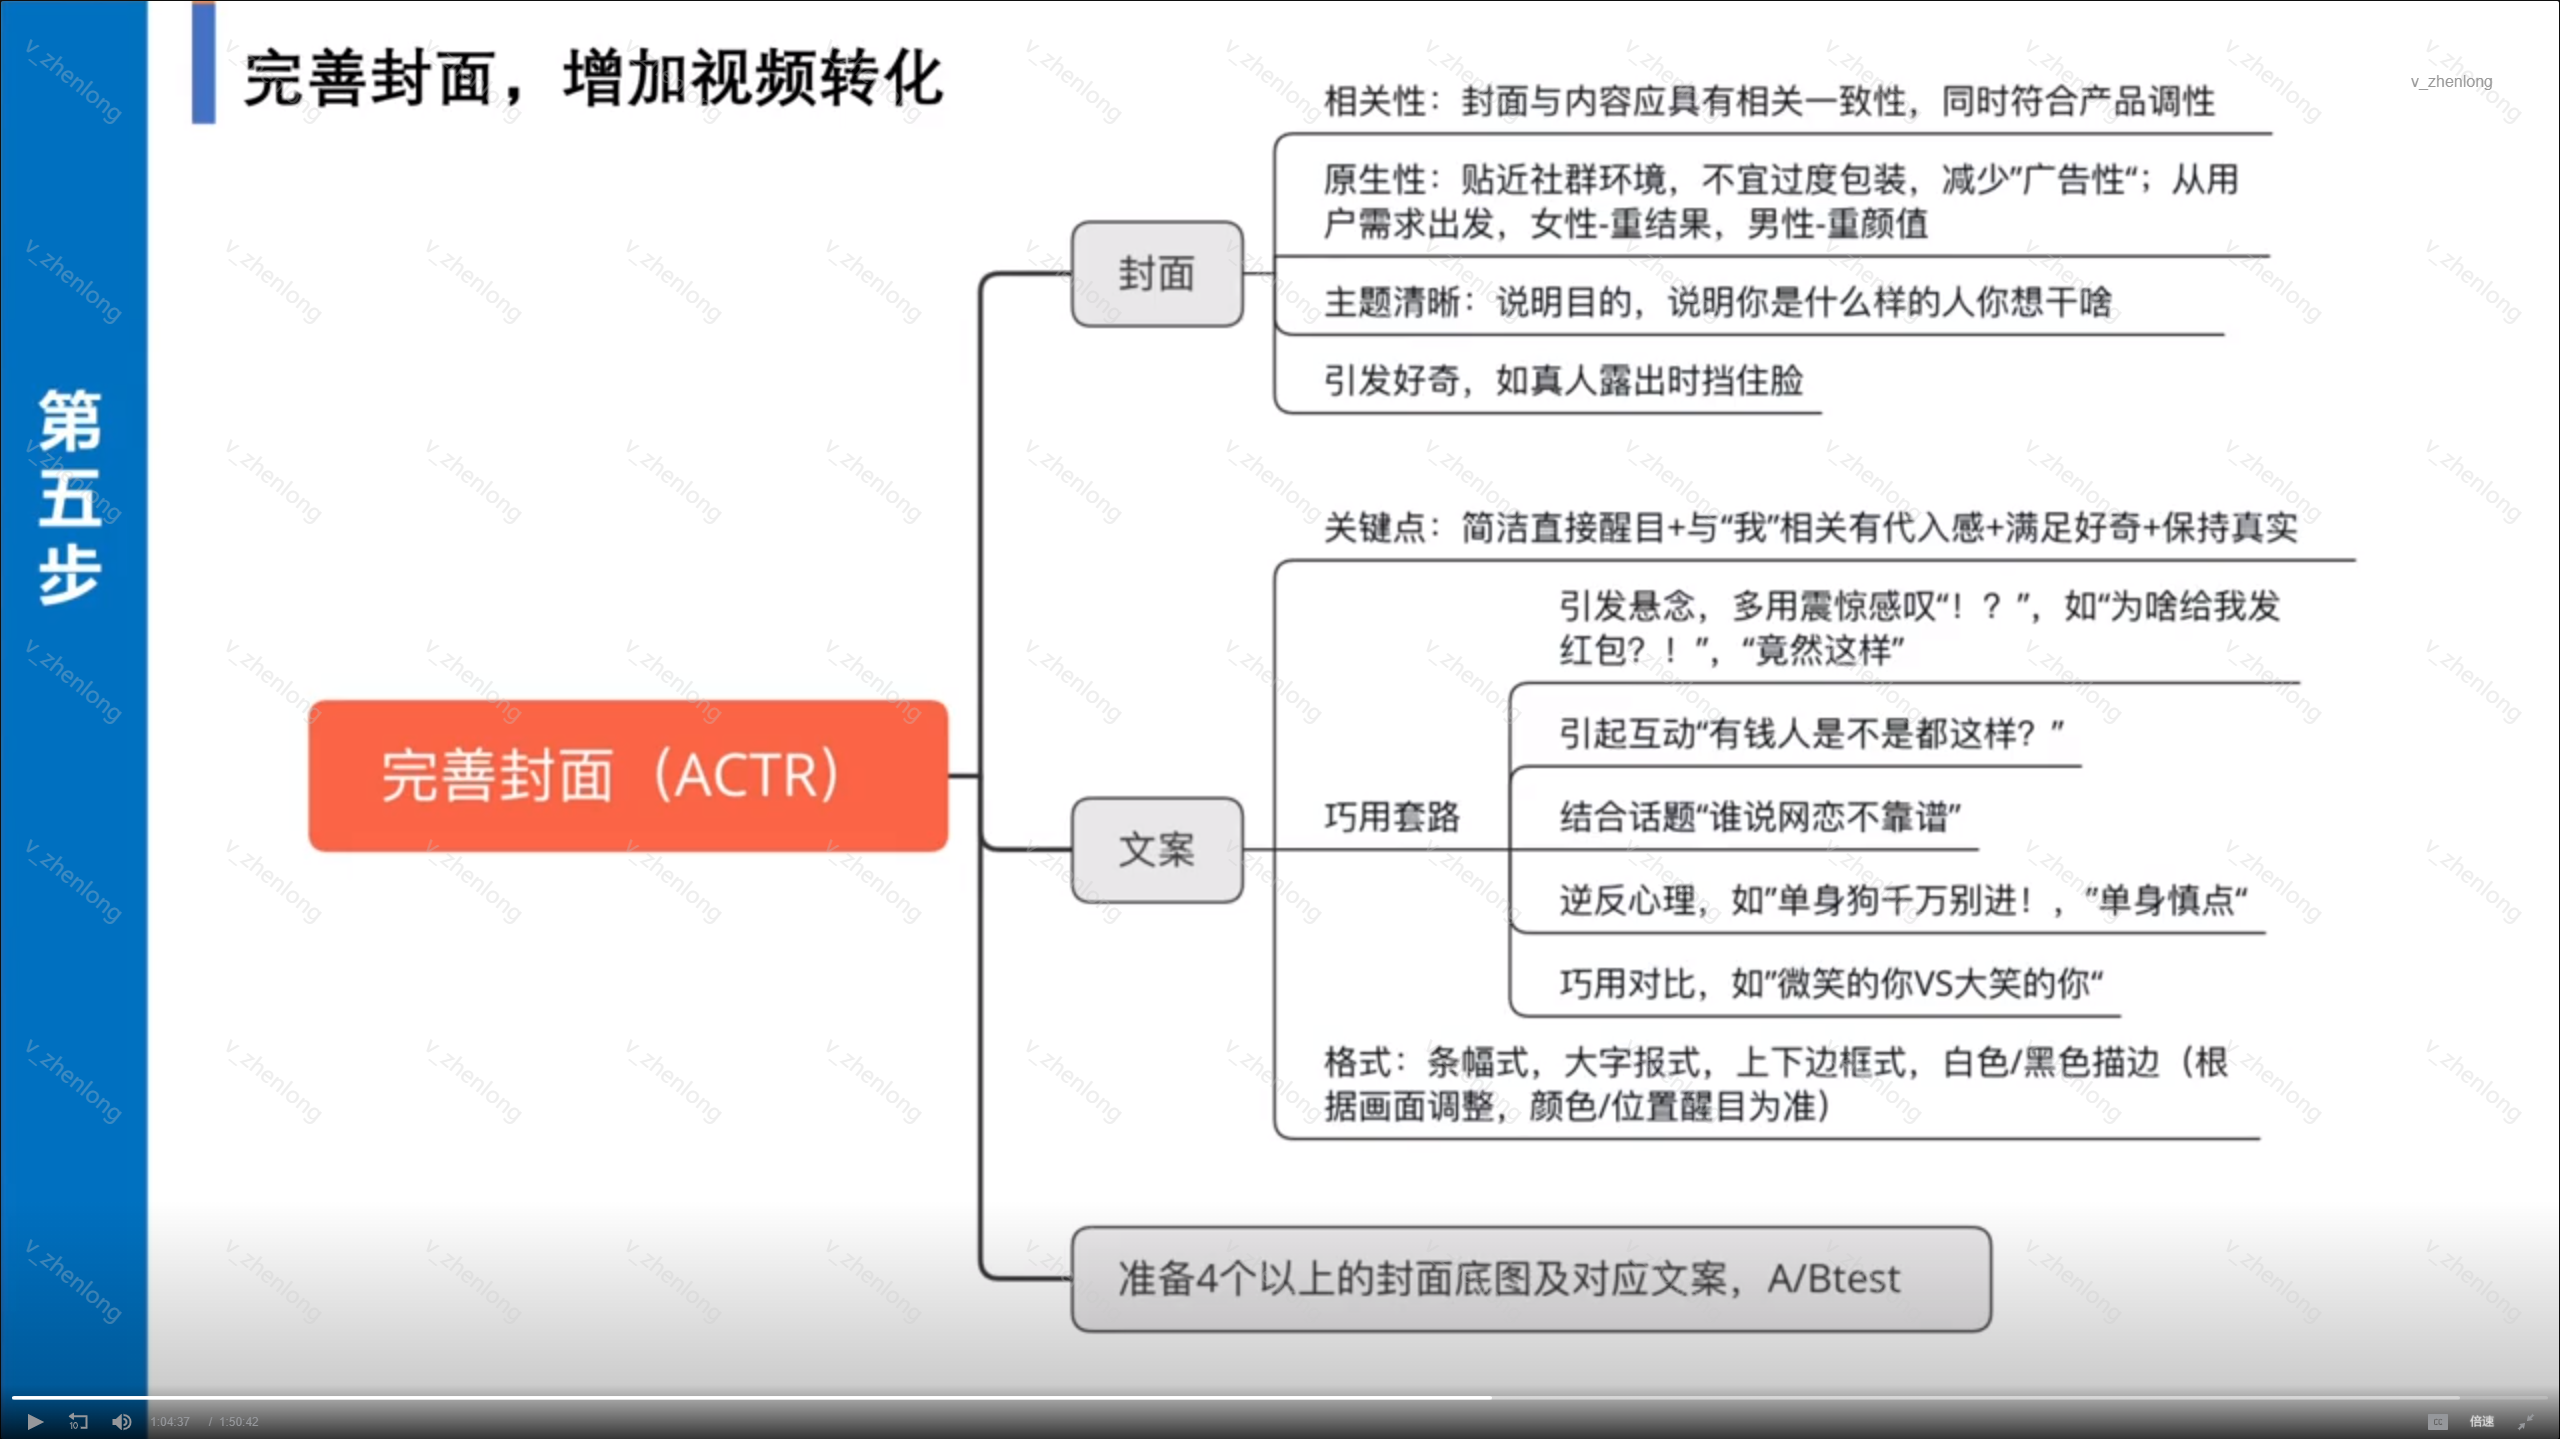 完善封面，增加视频转化
v_zhenlong
第五步
完善封面（ACTR）
封面
相关性：封面与内容应具有相关一致性，同时符合产品调性
原生性：贴近社群环境，不宜过度包装，减少”广告性“；从用
户需求出发，女性-重结果，男性-重颜值
主题清晰：说明目的，说明你是什么样的人你想干啥
引发好奇，如真人露出时挡住脸
文案
关键点：简洁直接醒目+与“我”相关有代入感+满足好奇+保持真实
巧用套路
引发悬念，多用震惊感叹“！？”，如“为啥给我发
红包？！”，“竟然这样”
引起互动“有钱人是不是都这样？”
结合话题“谁说网恋不靠谱”
逆反心理，如”单身狗千万别进！，”单身慎点“
巧用对比，如”微笑的你VS大笑的你“
格式：条幅式，大字报式，上下边框式，白色/黑色描边（根
据画面调整，颜色/位置醒目为准）
准备4个以上的封面底图及对应文案，A/Btest
10
1:04:37 / 1:50:42
CC
倍速